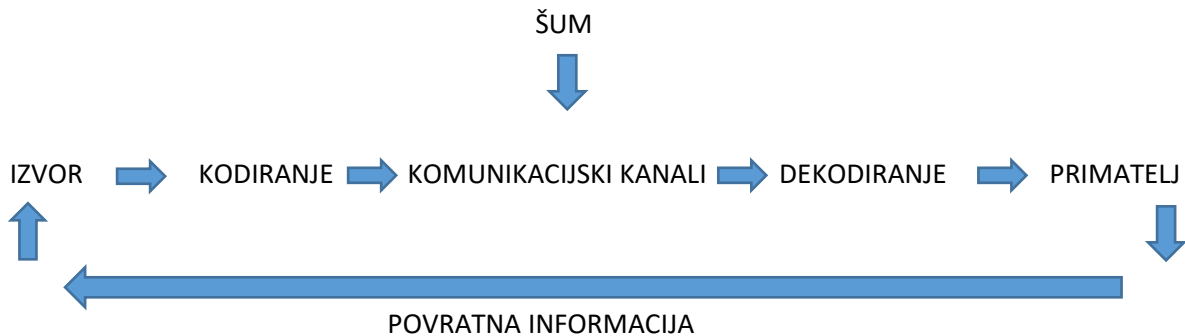 ŠUM
IZVOR KODIRANJE KOMUNIKACIJSKI KANALI DEKODIRANJE PRIMATELJ
POVRATNA INFORMACIJA